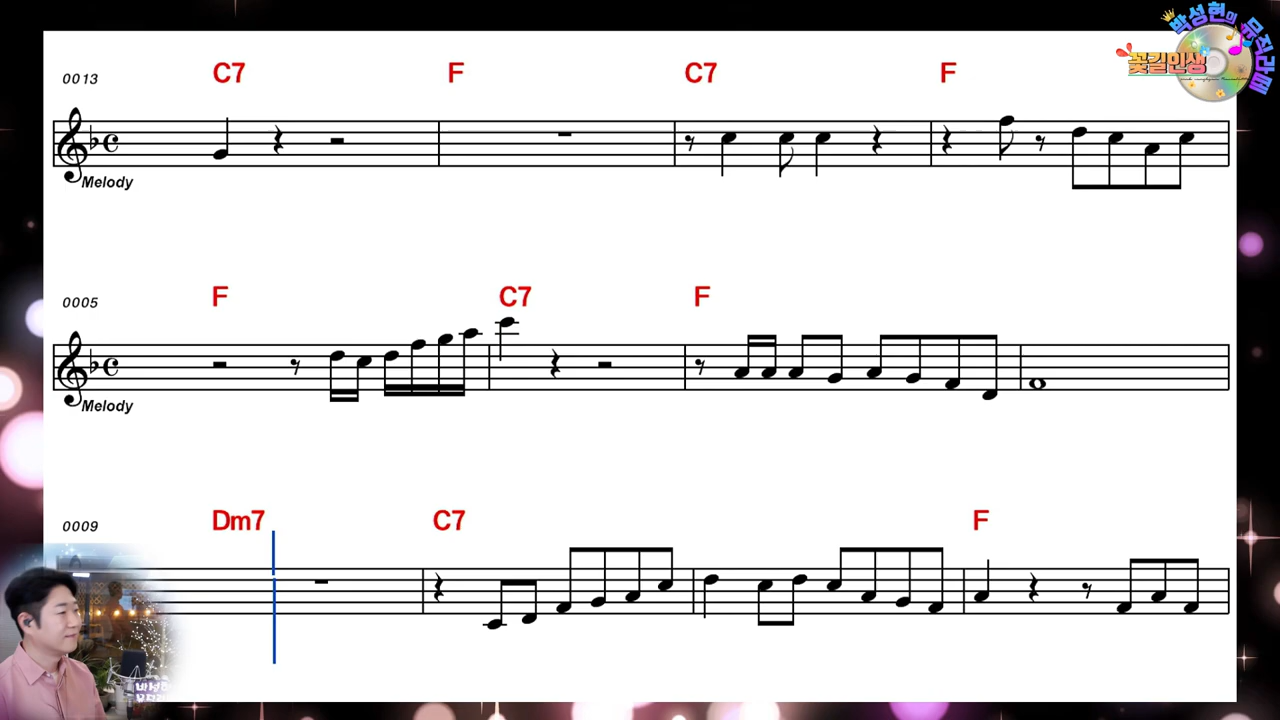 박성현의 뮤직라떼
꽃길인생
0013
C7 F C7 F
Melody
0005
F C7 F
Melody
0009
Dm7 C7 F